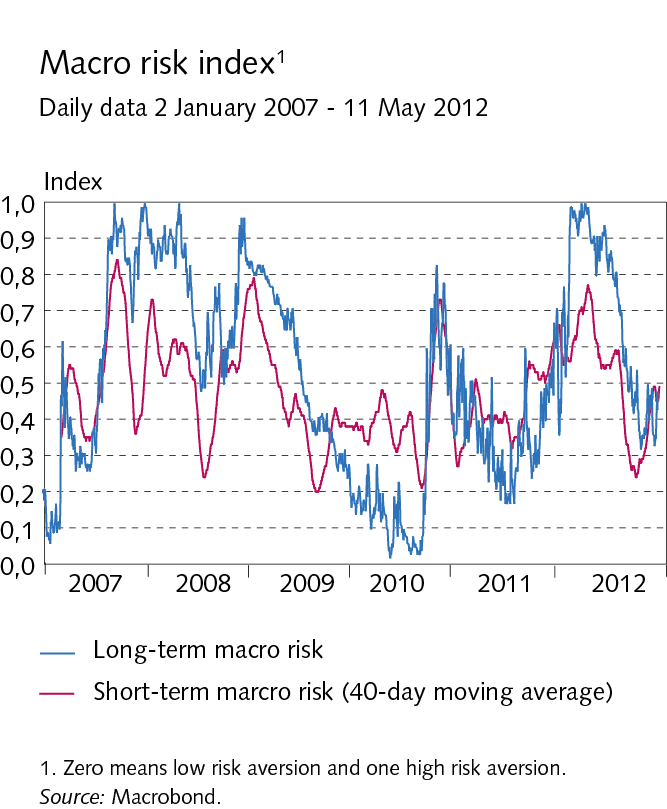 Macro risk index1
Daily data 2 January 2007 - 11 May 2012
Index
1,0
0,9
0,8
0,7
0,6
0,5
0,4
0,3
0,2
0,1
0,0
2007 2008 2009 2010 2011 2012
Long-term macro risk
Short-term marcro risk (40-day moving average)
1. Zero means low risk aversion and one high risk aversion.
Source: Macrobond.